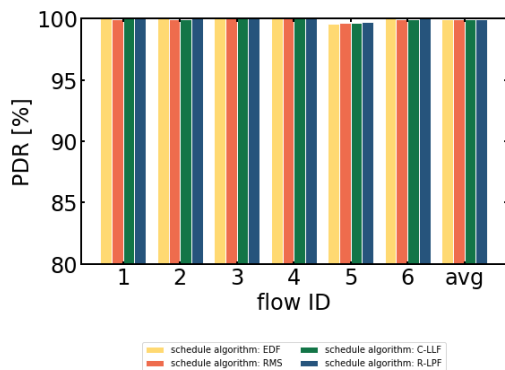 100
95
90
85
80
PDR [%]
1 2 3 4 5 6 avg
flow ID
schedule algorithm: EDF schedule algorithm: C-LLF
schedule algorithm: RMS schedule algorithm: R-LPF